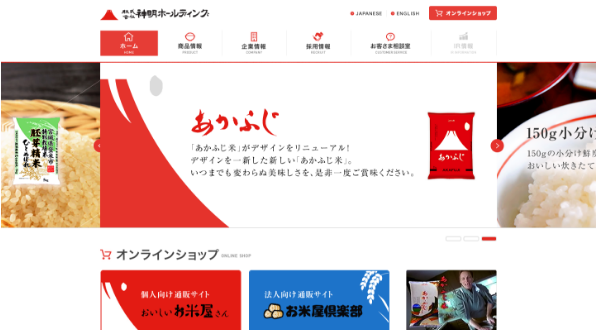 株式会社 神明ホールディングス
JAPANESE
ENGLISH
オンラインショップ
ホーム
HOME
商品情報
PRODUCT
企業情報
COMPANY
採用情報
RECRUIT
お客さま相談室
CUSTOMER SERVICE
IR情報
胚芽精米
ひとめぼれ
あかふじ
「あかふじ米」がデザインをリニューアル!
デザインを一新した新しい「あかふじ米」。
いつまでも変わらぬ美味しさを、是非一度ご賞味ください。
あかふじ
150g小分け
150gの小分け鮮度
おいしい炊きたて
オンラインショップ
ONLINE SHOP
個人向け通販サイト
おいしいお米屋さん
法人向け通販サイト
お米屋倶楽部